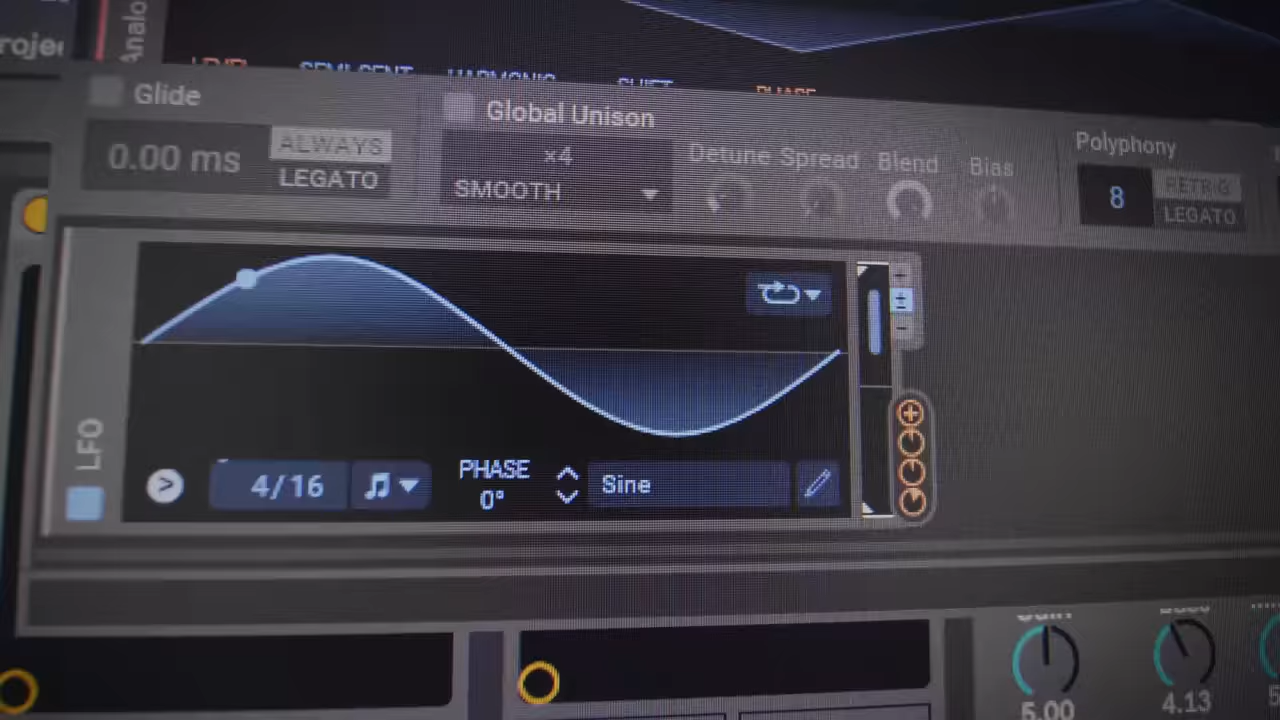 Analo
Glide
0.00 ms
ALWAYS
LEGATO
Global Unison
×4
SMOOTH
Detune
Spread
Blend
Bias
Polyphony
8
RETRIG
LEGATO
LFO
4/16
PHASE
0°
Sine
5.00
4.13